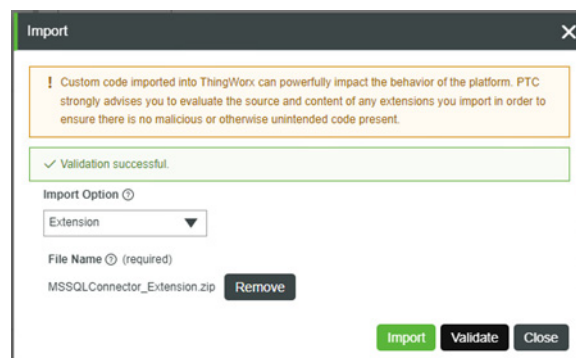 Import
! Custom code imported into ThingWorx can powerfully impact the behavior of the platform. PTC
strongly advises you to evaluate the source and content of any extensions you import in order to
ensure there is no malicious or otherwise unintended code present.
Validation successful.
Import Option
Extension
File Name (required)
MSSQLConnector_Extension.zip Remove
Import Validate Close